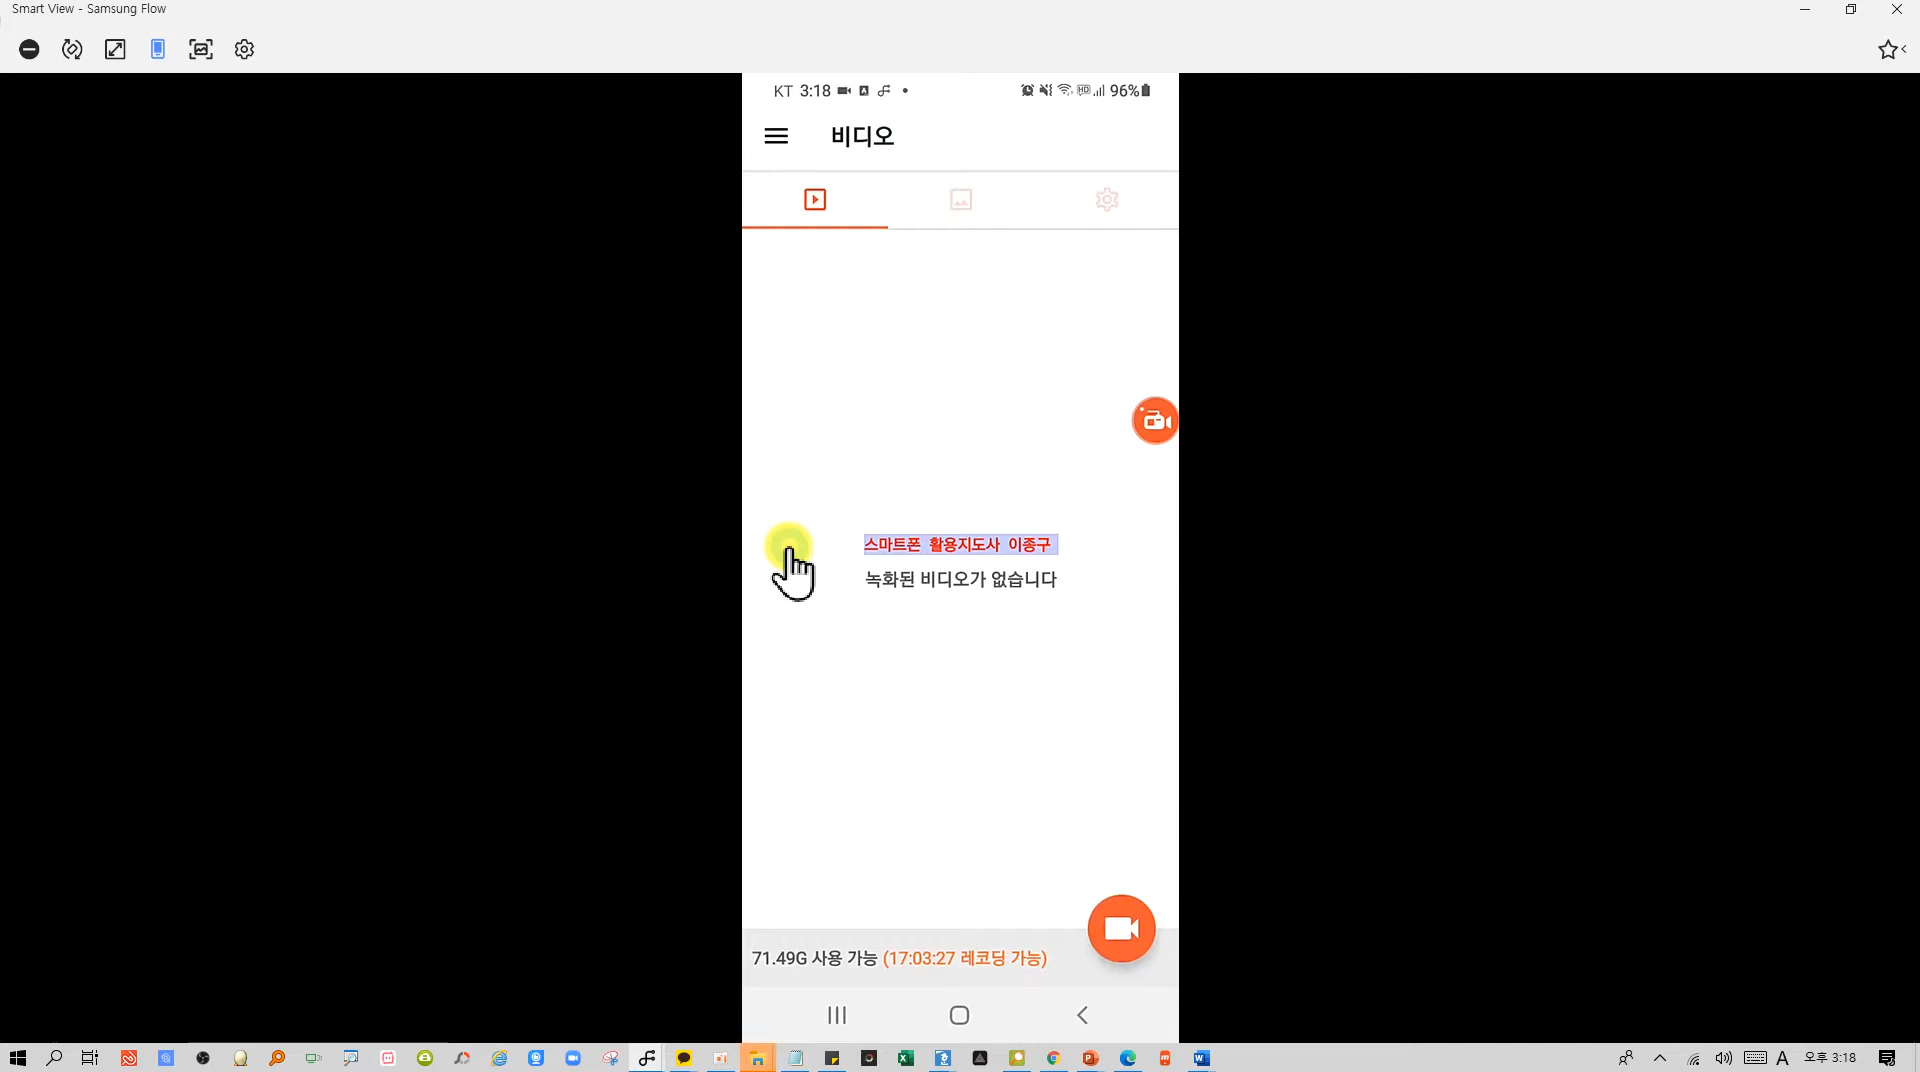 Smart View - Samsung Flow
KT 3:18
96%
비디오
스마트폰 활용지도사 이종구
녹화된 비디오가 없습니다
71.49G 사용 가능 (17:03:27 레코딩 가능)
A 오후 3:18